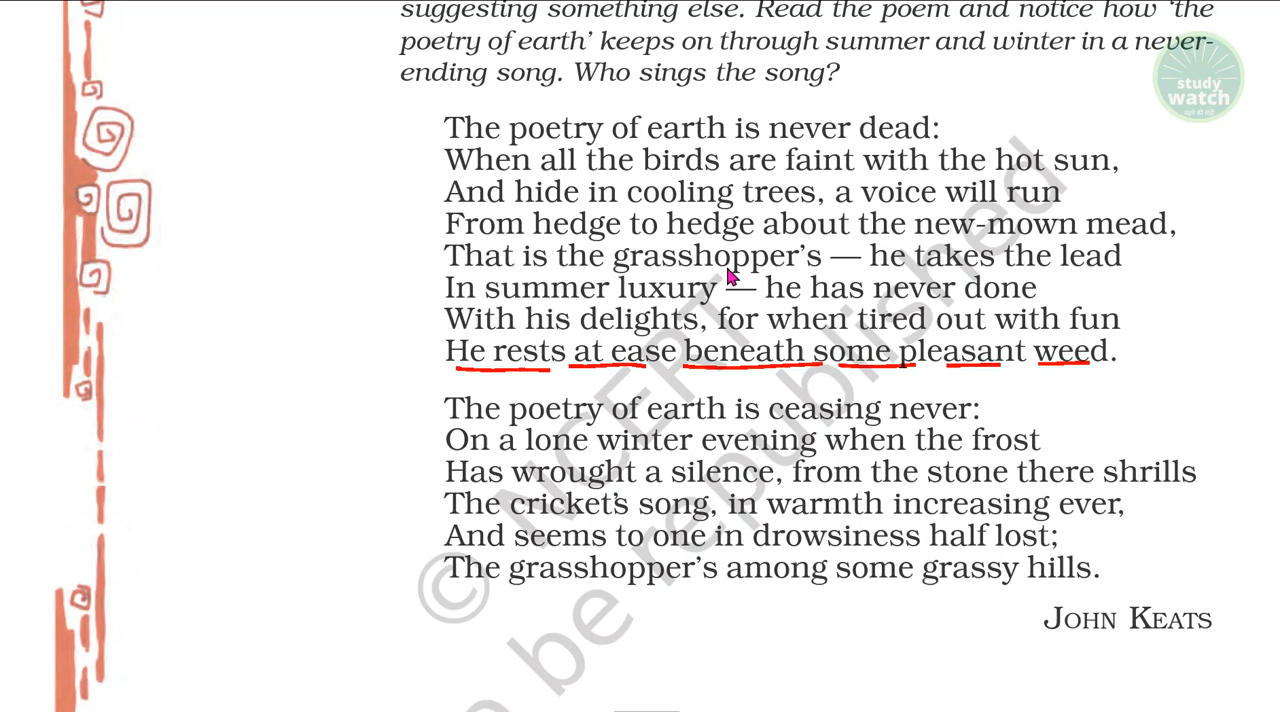 suggesting something else. Read the poem and notice how ‘the
poetry of earth’ keeps on through summer and winter in a never-
ending song. Who sings the song?
study
watch
The poetry of earth is never dead:
When all the birds are faint with the hot sun,
And hide in cooling trees, a voice will run
From hedge to hedge about the new-mown mead,
That is the grasshopper’s — he takes the lead
In summer luxury — he has never done
With his delights, for when tired out with fun
He rests at ease beneath some pleasant weed.
The poetry of earth is ceasing never:
On a lone winter evening when the frost
Has wrought a silence, from the stone there shrills
The cricket’s song, in warmth increasing ever,
And seems to one in drowsiness half lost;
The grasshopper’s among some grassy hills.
JOHN KEATS
© NCERT
be republished